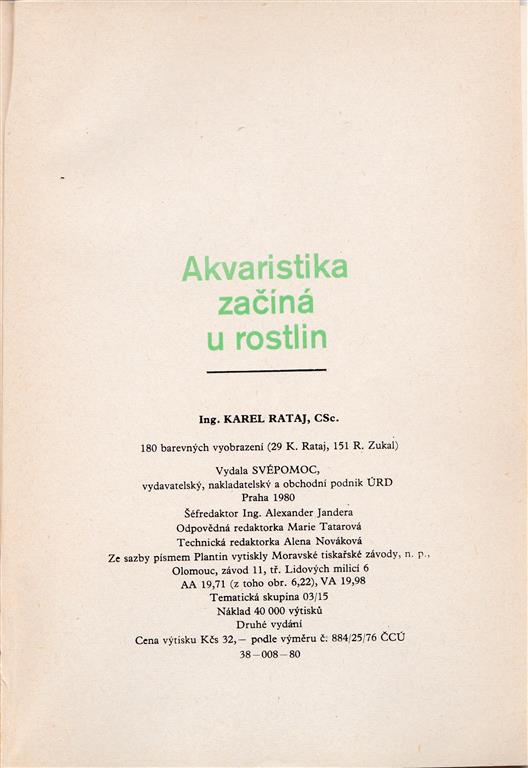 Akvaristika
začíná
u rostlin
Ing. KAREL RATAJ, CSc.
180 barevných vyobrazení (29 K. Rataj, 151 R. Zukal)
Vydala SVÉPOMOC,
vydavatelský, nakladatelský a obchodní podnik ÚRD
Praha 1980
Šéfredaktor Ing. Alexander Jandera
Odpovědná redaktorka Marie Tatarová
Technická redaktorka Alena Nováková
Ze sazby písmem Plantin vytiskly Moravské tiskařské závody, n. p.,
Olomouc, závod 11, tř. Lidových milicí 6
AA 19,71 (z toho obr. 6,22), VA 19,98
Tematická skupina 03/15
Náklad 40 000 výtisků
Druhé vydání
Cena výtisku Kčs 32,— podle výměru č. 884/25/76 ČCÚ
38—008—80